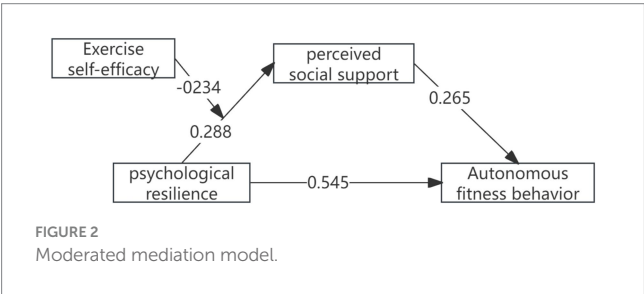 Exercise
self-efficacy
perceived
social support
-0234
0.265
0.288
psychological
resilience
0.545
Autonomous
fitness behavior
FIGURE 2
Moderated mediation model.